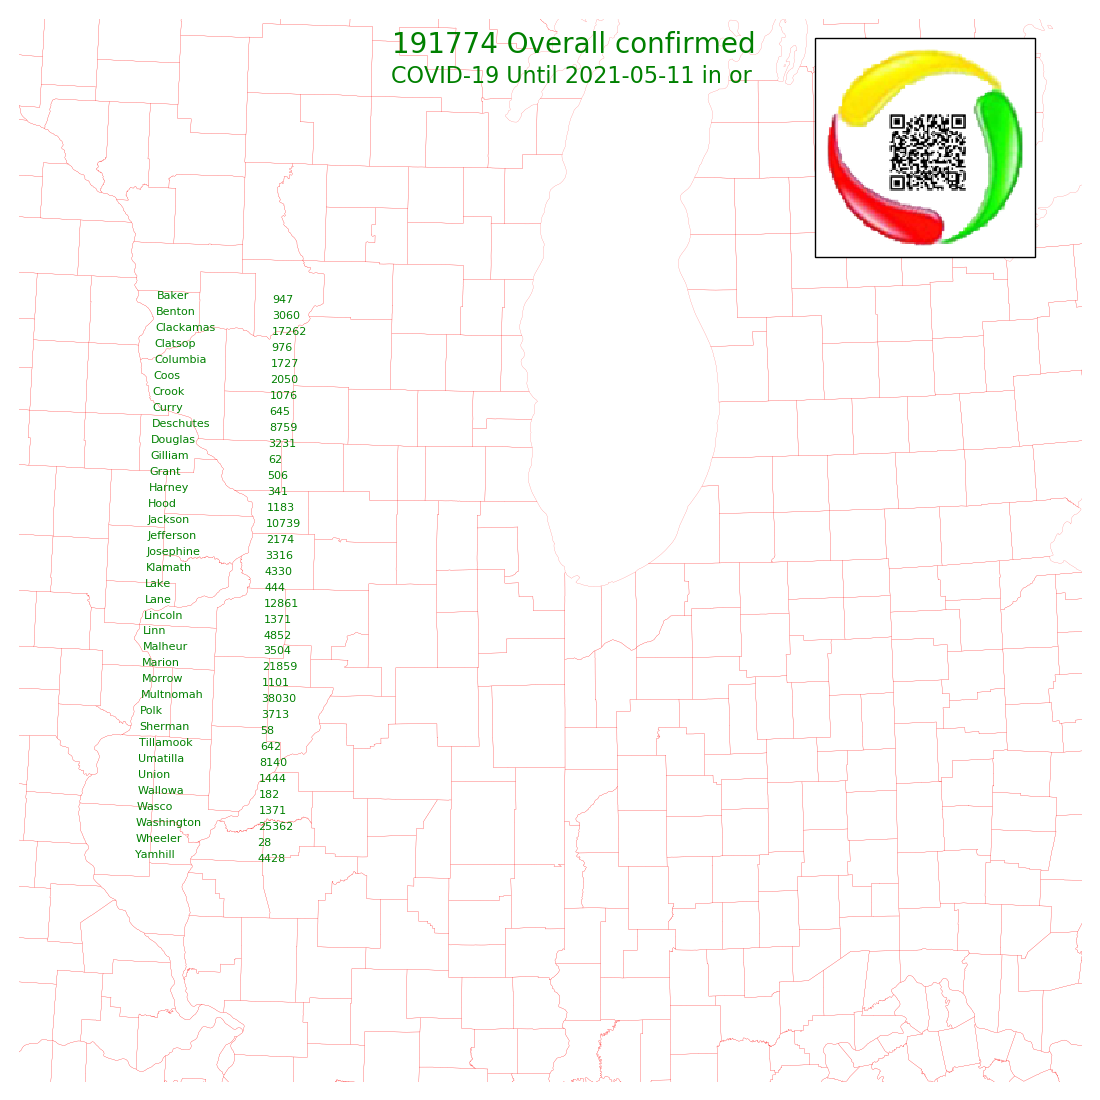 191774 Overall confirmed
COVID-19 Until 2021-05-11 in or
Baker 947
Benton 3060
Clackamas 17262
Clatsop 976
Columbia 1727
Coos 2050
Crook 1076
Curry 645
Deschutes 8759
Douglas 3231
Gilliam 62
Grant 506
Harney 341
Hood 1183
Jackson 10739
Jefferson 2174
Josephine 3316
Klamath 4330
Lake 444
Lane 12861
Lincoln 1371
Linn 4852
Malheur 3504
Marion 21859
Morrow 1101
Multnomah 38030
Polk 3713
Sherman 58
Tillamook 642
Umatilla 8140
Union 1444
Wallowa 182
Wasco 1371
Washington 25362
Wheeler 28
Yamhill 4428